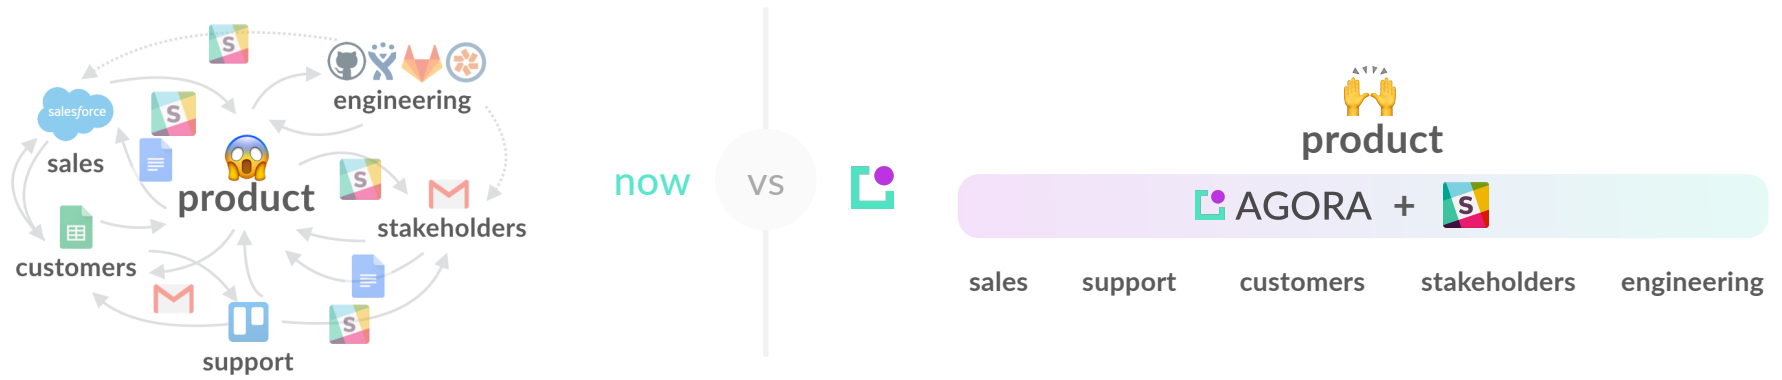 engineering
salesforce
sales
product
stakeholders
customers
support
now
vs
product
AGORA +
sales support customers stakeholders engineering